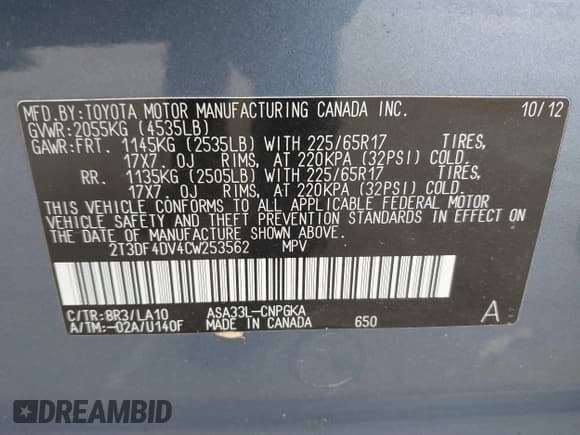 MFD.BY:TOYOTA MOTOR MANUFACTURING CANADA INC. 10/12
GVWR:2055KG (4535LB)
GAWR:FRT. 1145KG (2535LB) WITH 225/65R17 TIRES,
17X7.0J RIMS, AT 220KPA (32PSI) COLD.
RR. 1135KG (2505LB) WITH 225/65R17 TIRES,
17X7.0J RIMS, AT 220KPA (32PSI) COLD.
THIS VEHICLE CONFORMS TO ALL APPLICABLE FEDERAL MOTOR
VEHICLE SAFETY AND THEFT PREVENTION STANDARDS IN EFFECT
ON THE DATE OF MANUFACTURE SHOWN ABOVE.
2T3DF4DV4CW253562 MPV
C/TR:8R3/LA10 ASA33L-CNPGKA
A/TM:-02A/U140F MADE IN CANADA 650 A
DREAMBID